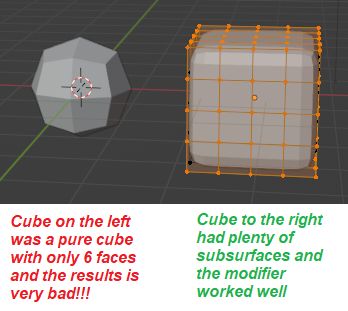 Cube on the left
was a pure cube
with only 6 faces
and the results is
very bad!!!
Cube to the right
had plenty of
subsurfaces and
the modifier
worked well